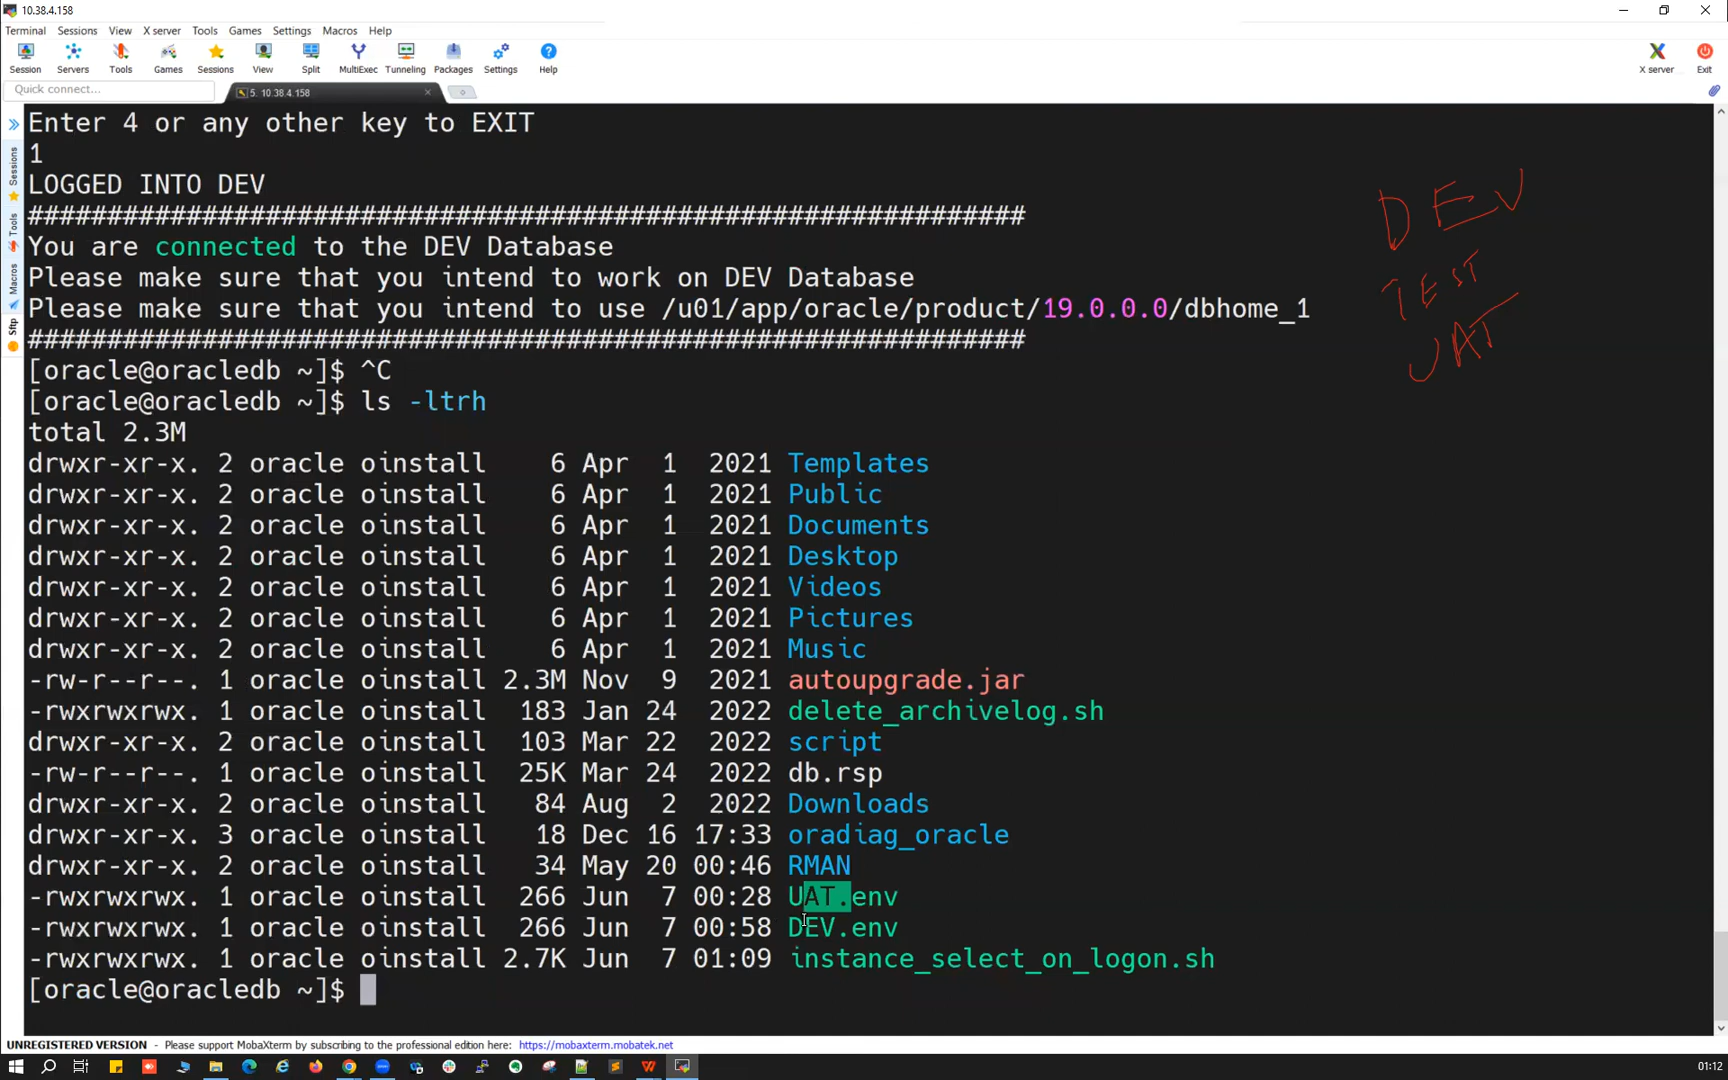 10.38.4.158
Terminal Sessions View X server Tools Games Settings Macros Help
Session Servers Tools Games Sessions View Split MultiExec Tunneling Packages Settings Help X server Exit
Quick connect...
5. 10.38.4.158
Sessions
Tools
Macros
Sftp
Enter 4 or any other key to EXIT
1
LOGGED INTO DEV
################################################################
You are connected to the DEV Database
Please make sure that you intend to work on DEV Database
Please make sure that you intend to use /u01/app/oracle/product/19.0.0.0/dbhome_1
################################################################
DEV
TEST
UAT
[oracle@oracledb ~]$ ^C
[oracle@oracledb ~]$ ls -ltrh
total 2.3M
drwxr-xr-x. 2 oracle oinstall    6 Apr  1  2021 Templates
drwxr-xr-x. 2 oracle oinstall    6 Apr  1  2021 Public
drwxr-xr-x. 2 oracle oinstall    6 Apr  1  2021 Documents
drwxr-xr-x. 2 oracle oinstall    6 Apr  1  2021 Desktop
drwxr-xr-x. 2 oracle oinstall    6 Apr  1  2021 Videos
drwxr-xr-x. 2 oracle oinstall    6 Apr  1  2021 Pictures
drwxr-xr-x. 2 oracle oinstall    6 Apr  1  2021 Music
-rw-r--r--. 1 oracle oinstall 2.3M Nov  9  2021 autoupgrade.jar
-rwxrwxrwx. 1 oracle oinstall  183 Jan 24  2022 delete_archivelog.sh
drwxr-xr-x. 2 oracle oinstall  103 Mar 22  2022 script
-rw-r--r--. 1 oracle oinstall  25K Mar 24  2022 db.rsp
drwxr-xr-x. 2 oracle oinstall   84 Aug  2  2022 Downloads
drwxr-xr-x. 3 oracle oinstall   18 Dec 16 17:33 oradiag_oracle
drwxr-xr-x. 2 oracle oinstall   34 May 20 00:46 RMAN
-rwxrwxrwx. 1 oracle oinstall  266 Jun  7 00:28 UAT.env
-rwxrwxrwx. 1 oracle oinstall  266 Jun  7 00:58 DEV.env
-rwxrwxrwx. 1 oracle oinstall 2.7K Jun  7 01:09 instance_select_on_logon.sh
[oracle@oracledb ~]$
UNREGISTERED VERSION - Please support MobaXterm by subscribing to the professional edition here: https://mobaxterm.mobatek.net
01:12